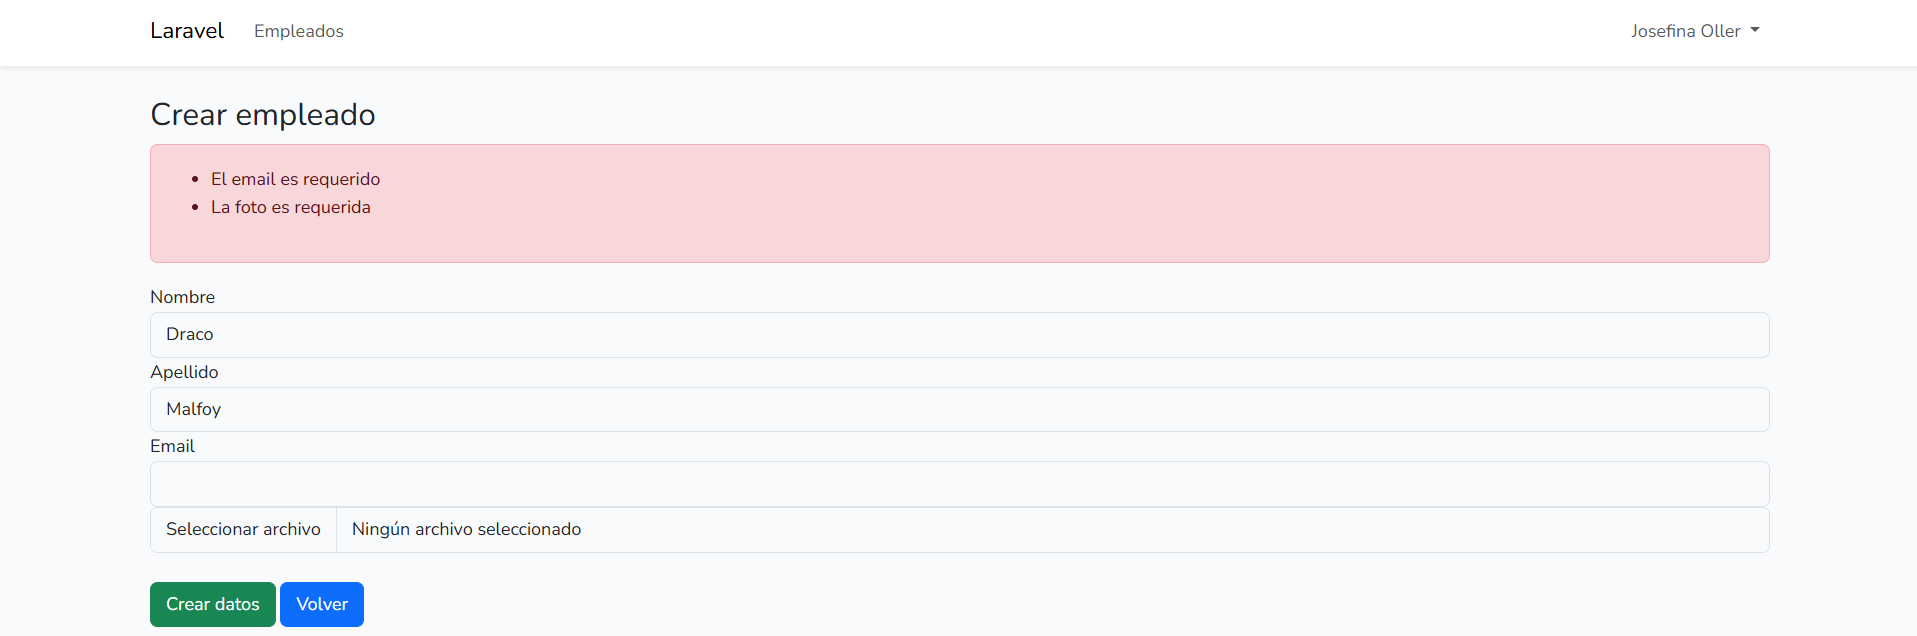 Laravel Empleados Josefina Oller
Crear empleado
El email es requerido
La foto es requerida
Nombre
Draco
Apellido
Malfoy
Email
Seleccionar archivo Ningún archivo seleccionado
Crear datos Volver